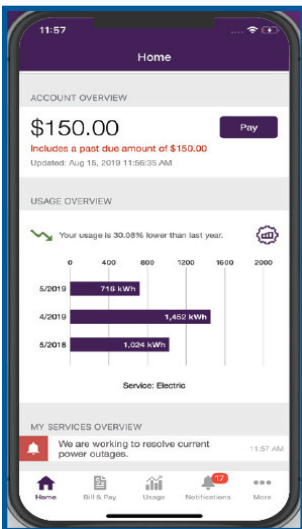 11:57
Home
ACCOUNT OVERVIEW
$150.00
Pay
Includes a past due amount of $150.00
Updated: Aug 15, 2019 11:56:35 AM
USAGE OVERVIEW
Your usage is 30.08% lower than last year.
0 400 800 1200 1600 2000
5/2019 716 kWh
4/2019 1,452 kWh
5/2018 1,024 kWh
Service: Electric
MY SERVICES OVERVIEW
We are working to resolve current
power outages.
11:57 AM
17
Home Bill & Pay Usage Notifications More